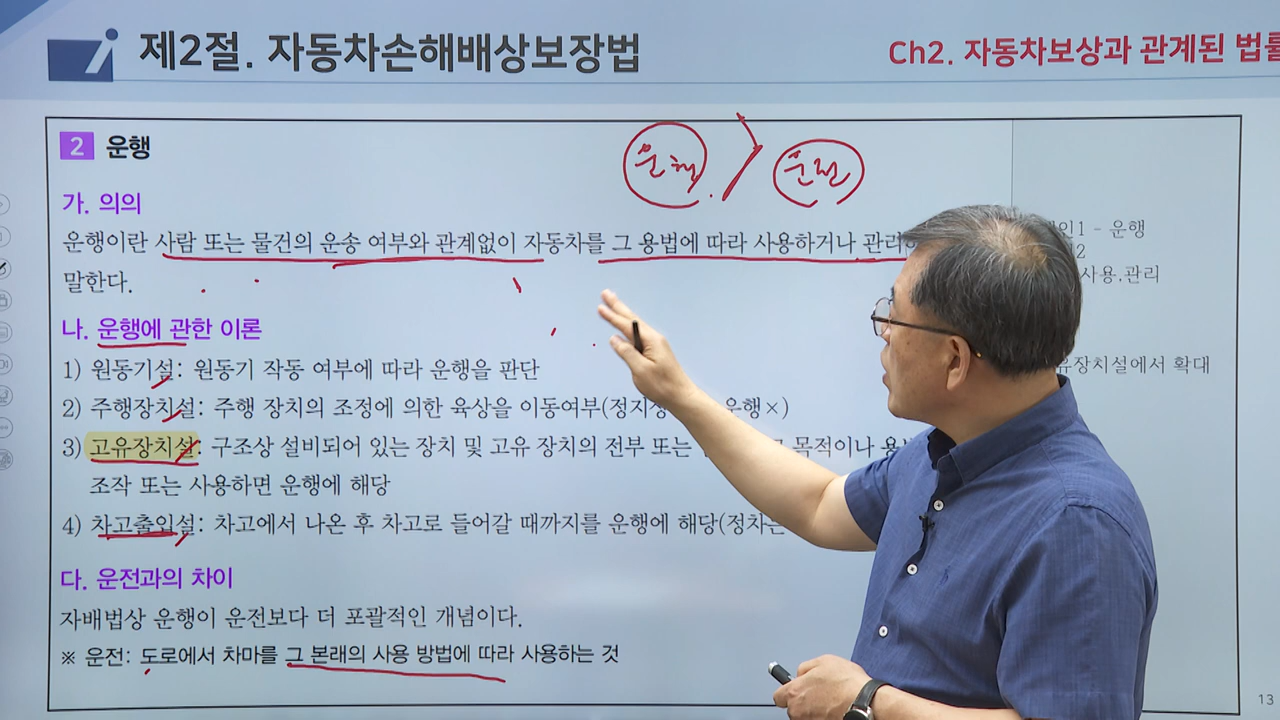 제2절. 자동차손해배상보장법
Ch2. 자동차보상과 관계된 법률
2 운행
운행 > 운전
가. 의의
운행이란 사람 또는 물건의 운송 여부와 관계없이 자동차를 그 용법에 따라 사용하거나 관리
말한다.
인1 - 운행
2
사용.관리
나. 운행에 관한 이론
1) 원동기설: 원동기 작동 여부에 따라 운행을 판단
유장치설에서 확대
2) 주행장치설: 주행 장치의 조정에 의한 육상을 이동여부(정지 운행×)
3) 고유장치설: 구조상 설비되어 있는 장치 및 고유 장치의 전부 또는 목적이나 용
조작 또는 사용하면 운행에 해당
4) 차고출입설: 차고에서 나온 후 차고로 들어갈 때까지를 운행에 해당(정차
다. 운전과의 차이
자배법상 운행이 운전보다 더 포괄적인 개념이다.
※ 운전: 도로에서 차마를 그 본래의 사용 방법에 따라 사용하는 것
13